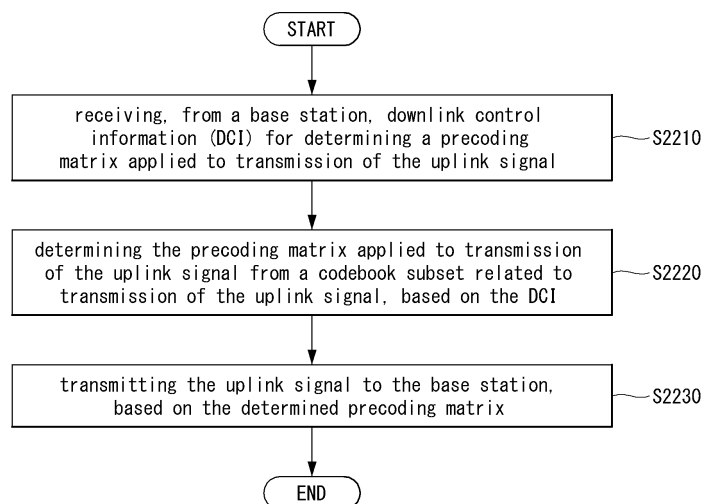 START
receiving, from a base station, downlink control
information (DCI) for determining a precoding
matrix applied to transmission of the uplink signal
S2210
determining the precoding matrix applied to transmission
of the uplink signal from a codebook subset related to
transmission of the uplink signal, based on the DCI
S2220
transmitting the uplink signal to the base station,
based on the determined precoding matrix
S2230
END